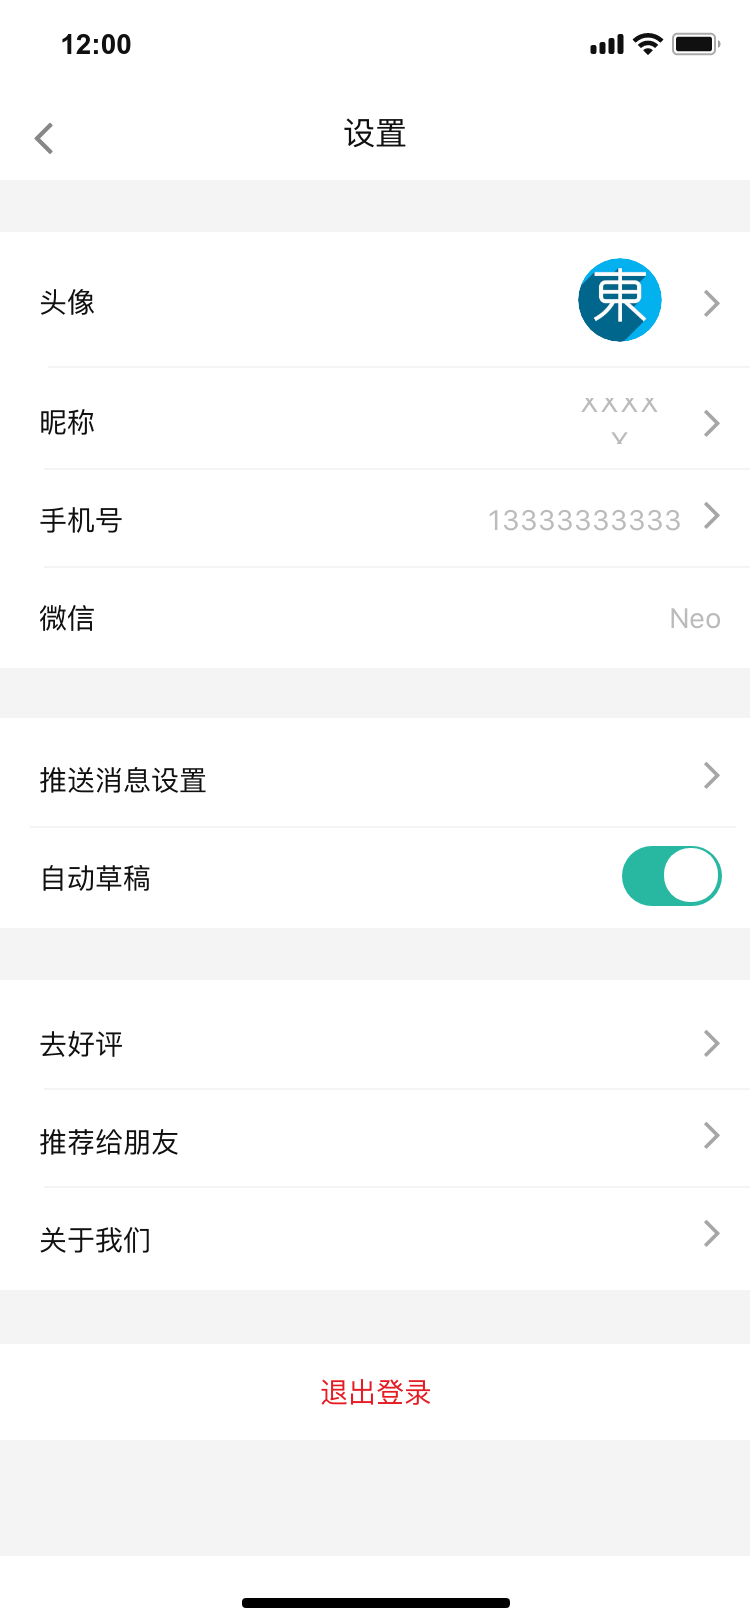 12:00
设置
头像
東
昵称
XXXX
X
手机号
13333333333
微信
Neo
推送消息设置
自动草稿
去好评
推荐给朋友
关于我们
退出登录